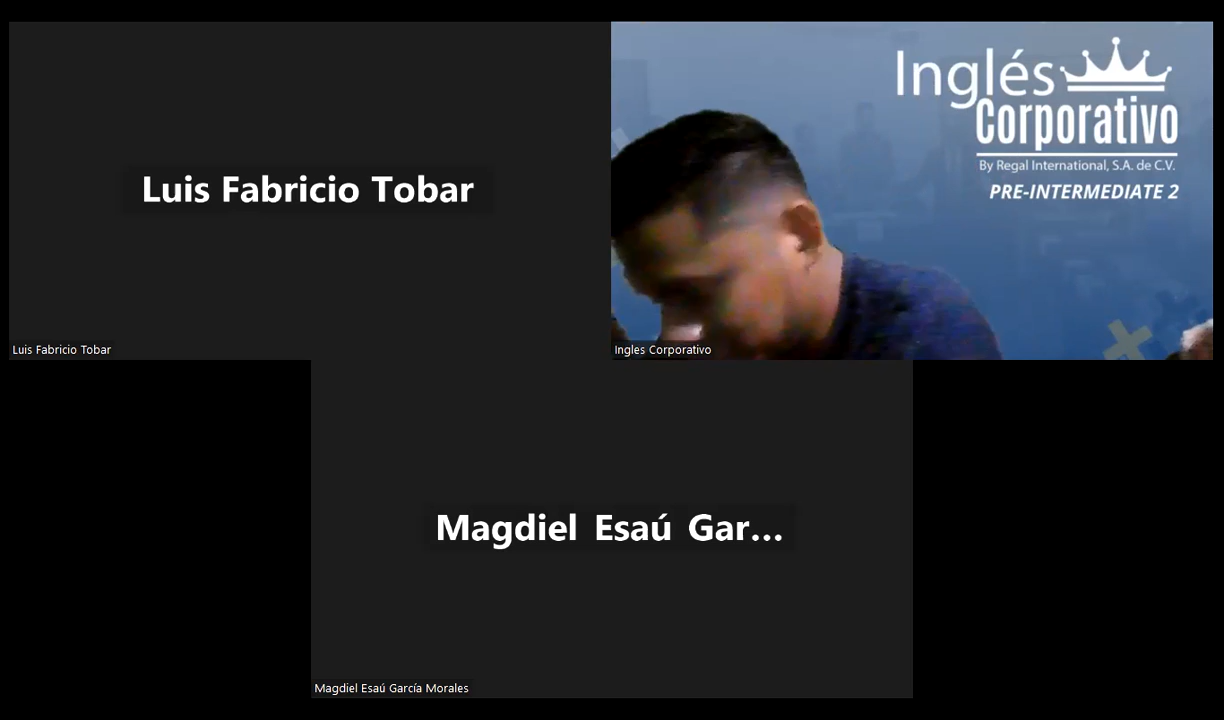 Luis Fabricio Tobar
Luis Fabricio Tobar
Inglés
Corporativo
By Regal International, S.A. de C.V.
PRE-INTERMEDIATE 2
Ingles Corporativo
Magdiel Esaú Gar...
Magdiel Esaú García Morales